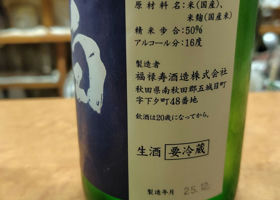 原材料名：米（国産）、
米麹（国産米）
精米歩合：50%
アルコール分：16度
製造者
福禄寿酒造株式会社
秋田県南秋田郡五城目町
字下夕町48番地
飲酒は20歳になってから。
生酒 要冷蔵
製造年月 25.12